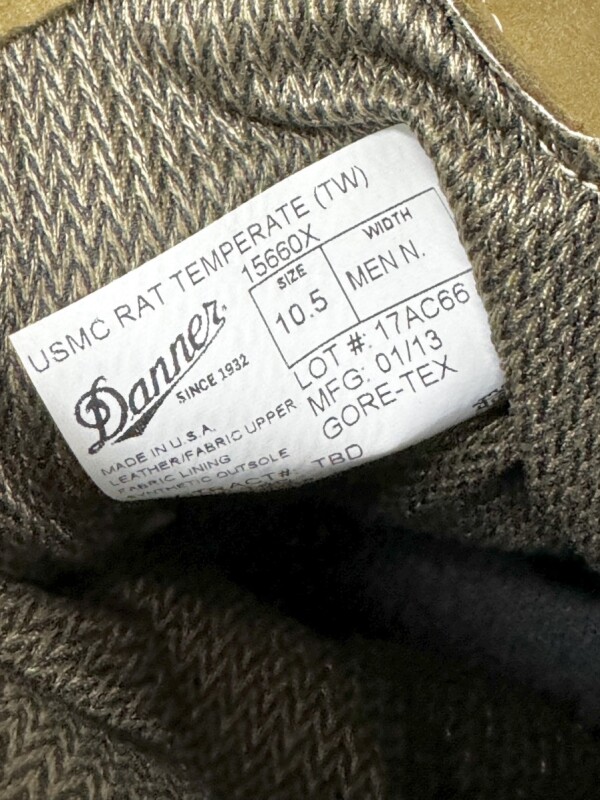 USMC RAT TEMPERATE (TW)
15660X
SIZE
10.5
WIDTH
MEN N.
Danner
SINCE 1932
LOT #: 17AC66
MFG: 01/13
GORE-TEX
MADE IN U.S.A.
LEATHER/FABRIC UPPER
FABRIC LINING
SYNTHETIC OUTSOLE
TBD